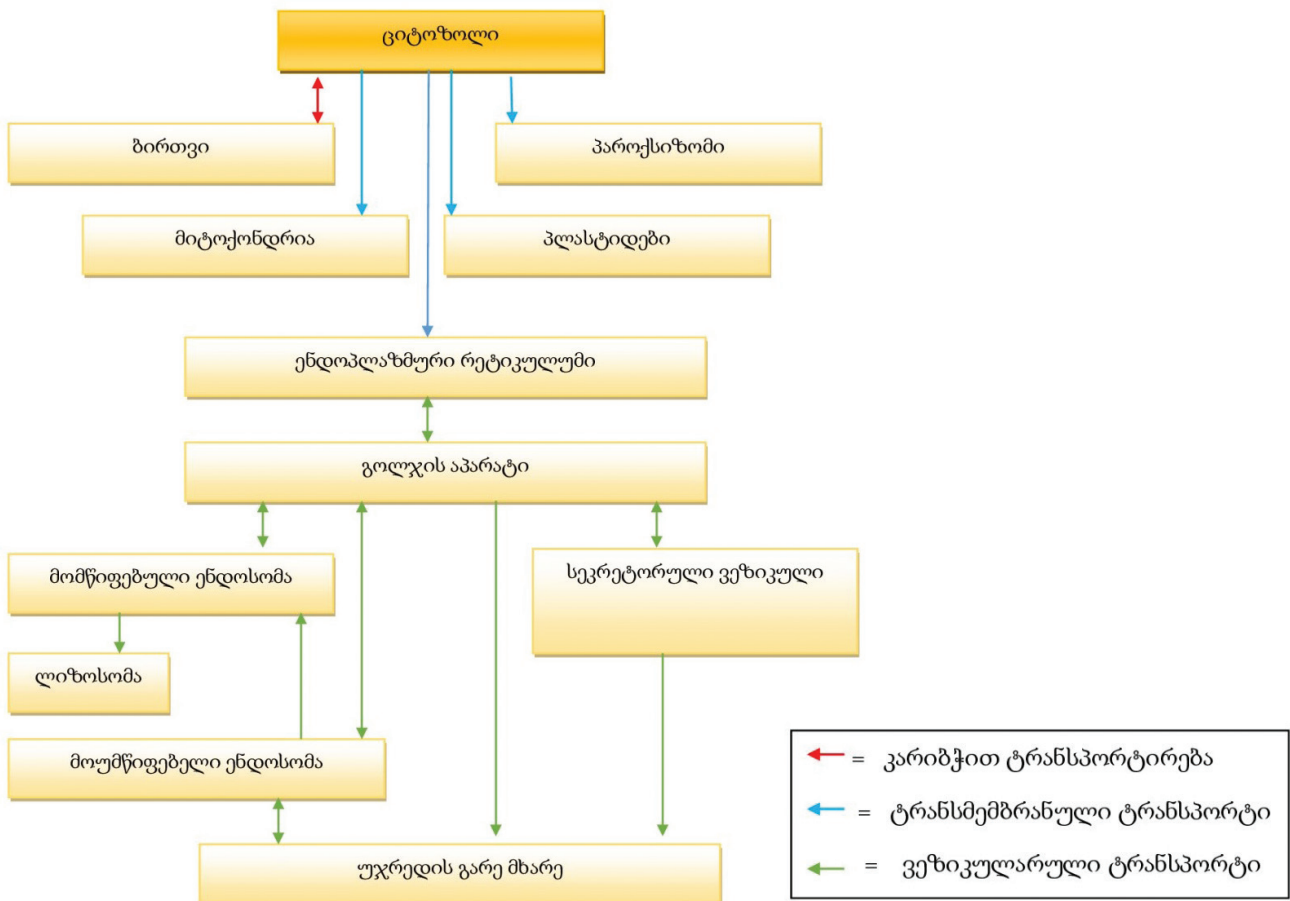 ციტოზოლი
ბირთვი
პაროქსიზომი
მიტოქონდრია
პლასტიდები
ენდოპლაზმური რეტიკულუმი
გოლჯის აპარატი
მომწიფებული ენდოსომა
სეკრეტორული ვეზიკული
ლიზოსომა
მოუმწიფებელი ენდოსომა
უჯრედის გარე მხარე
= კარიბჭით ტრანსპორტირება
= ტრანსმემბრანული ტრანსპორტი
= ვეზიკულარული ტრანსპორტი